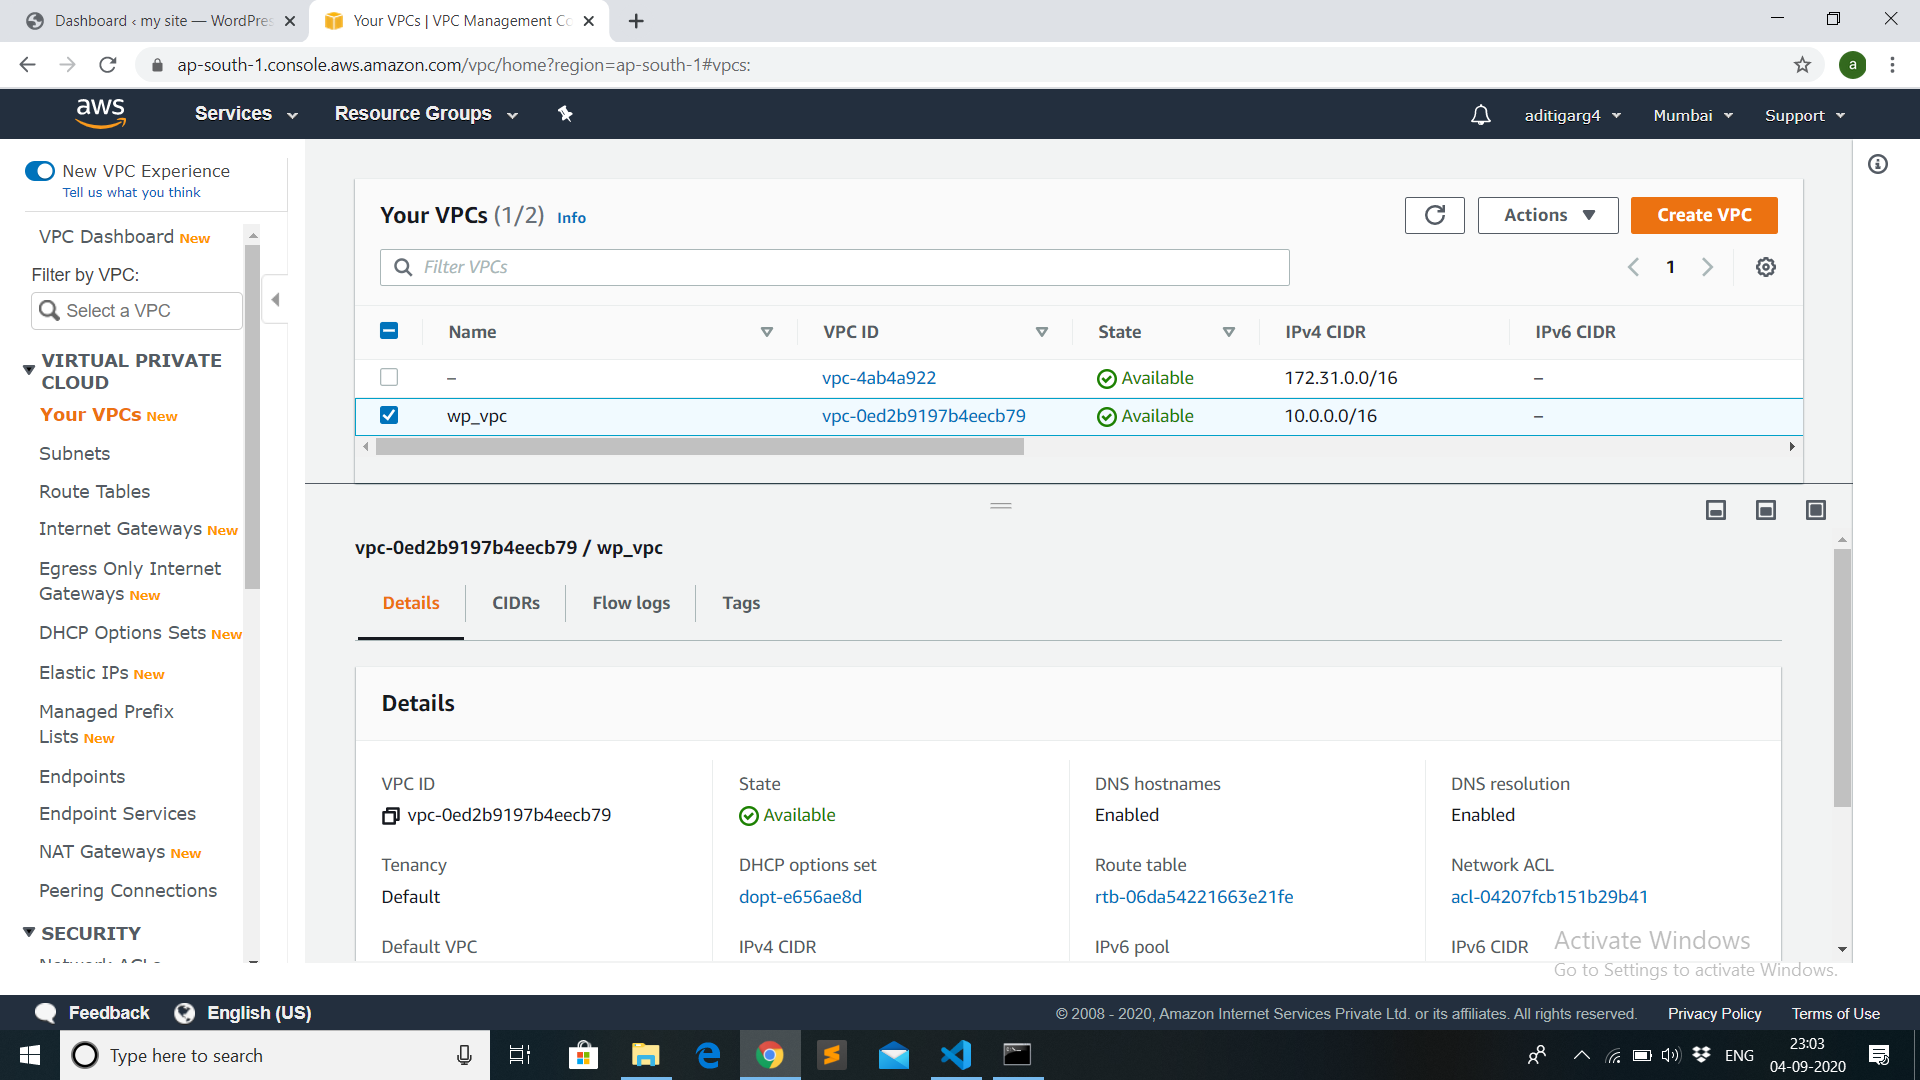 Dashboard ‹ my site — WordPres
Your VPCs | VPC Management Co
ap-south-1.console.aws.amazon.com/vpc/home?region=ap-south-1#vpcs:
a
aws
Services
Resource Groups
aditigarg4
Mumbai
Support
New VPC Experience
Tell us what you think
VPC Dashboard New
Filter by VPC:
Select a VPC
VIRTUAL PRIVATE
CLOUD
Your VPCs New
Subnets
Route Tables
Internet Gateways New
Egress Only Internet
Gateways New
DHCP Options Sets New
Elastic IPs New
Managed Prefix
Lists New
Endpoints
Endpoint Services
NAT Gateways New
Peering Connections
SECURITY
Network ACLs
Your VPCs (1/2) Info
Actions
Create VPC
Filter VPCs
1
Name VPC ID State IPv4 CIDR IPv6 CIDR
– vpc-4ab4a922 Available 172.31.0.0/16 –
wp_vpc vpc-0ed2b9197b4eecb79 Available 10.0.0.0/16 –
vpc-0ed2b9197b4eecb79 / wp_vpc
Details CIDRs Flow logs Tags
Details
VPC ID State DNS hostnames DNS resolution
vpc-0ed2b9197b4eecb79 Available Enabled Enabled
Tenancy DHCP options set Route table Network ACL
Default dopt-e656ae8d rtb-06da54221663e21fe acl-04207fcb151b29b41
Default VPC IPv4 CIDR IPv6 pool IPv6 CIDR
Activate Windows
Go to Settings to activate Windows.
Feedback English (US)
© 2008 - 2020, Amazon Internet Services Private Ltd. or its affiliates. All rights reserved. Privacy Policy Terms of Use
Type here to search
ENG
23:03
04-09-2020